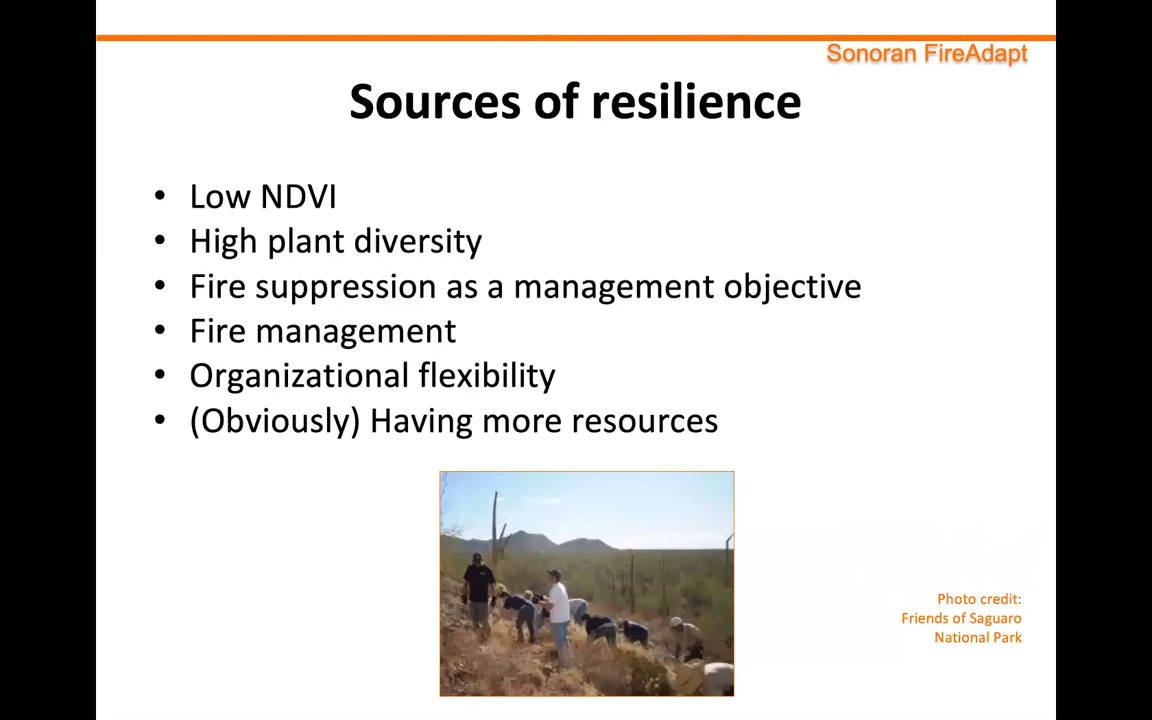 Sonoran FireAdapt
Sources of resilience
• Low NDVI
• High plant diversity
• Fire suppression as a management objective
• Fire management
• Organizational flexibility
• (Obviously) Having more resources
Photo credit:
Friends of Saguaro
National Park